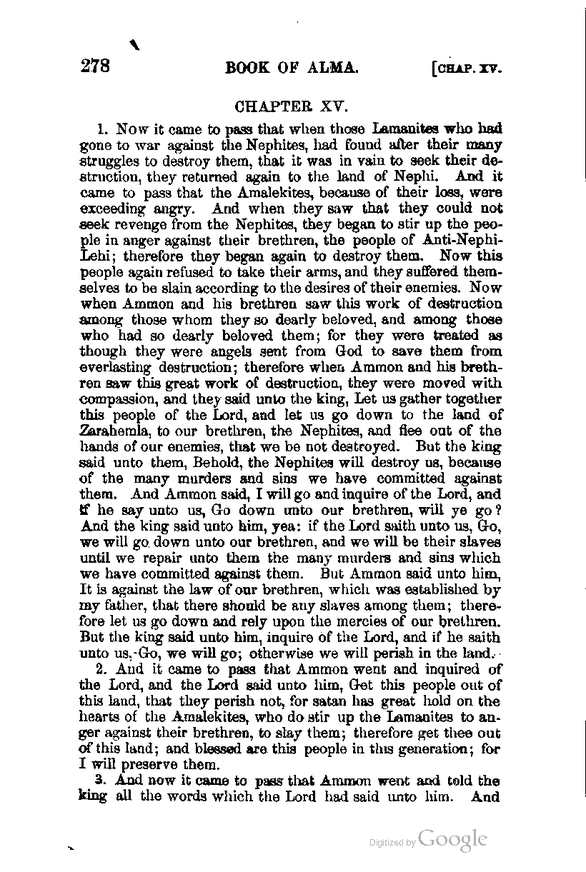 278 BOOK OF ALMA. [CHAP. XV.
CHAPTER XV.
1. Now it came to pass that when those Lamanites who had
gone to war against the Nephites, had found after their many
struggles to destroy them, that it was in vain to seek their de-
struction, they returned again to the land of Nephi. And it
came to pass that the Amalekites, because of their loss, were
exceeding angry. And when they saw that they could not
seek revenge from the Nephites, they began to stir up the peo-
ple in anger against their brethren, the people of Anti-Nephi-
Lehi; therefore they began again to destroy them. Now this
people again refused to take their arms, and they suffered them-
selves to be slain according to the desires of their enemies. Now
when Ammon and his brethren saw this work of destruction
among those whom they so dearly beloved, and among those
who had so dearly beloved them; for they were treated as
though they were angels sent from God to save them from
everlasting destruction; therefore when Ammon and his breth-
ren saw this great work of destruction, they were moved with
compassion, and they said unto the king, Let us gather together
this people of the Lord, and let us go down to the land of
Zarahemla, to our brethren, the Nephites, and flee out of the
hands of our enemies, that we be not destroyed. But the king
said unto them, Behold, the Nephites will destroy us, because
of the many murders and sins we have committed against
them. And Ammon said, I will go and inquire of the Lord, and
if he say unto us, Go down unto our brethren, will ye go?
And the king said unto him, yea: if the Lord saith unto us, Go,
we will go down unto our brethren, and we will be their slaves
until we repair unto them the many murders and sins which
we have committed against them. But Ammon said unto him,
It is against the law of our brethren, which was established by
my father, that there should be any slaves among them; there-
fore let us go down and rely upon the mercies of our brethren.
But the king said unto him, inquire of the Lord, and if he saith
unto us, Go, we will go; otherwise we will perish in the land.
2. And it came to pass that Ammon went and inquired of
the Lord, and the Lord said unto him, Get this people out of
this land, that they perish not, for satan has great hold on the
hearts of the Amalekites, who do stir up the Lamanites to an-
ger against their brethren, to slay them; therefore get thee out
of this land; and blessed are this people in this generation; for
I will preserve them.
3. And now it came to pass that Ammon went and told the
king all the words which the Lord had said unto him. And
Digitized by Google